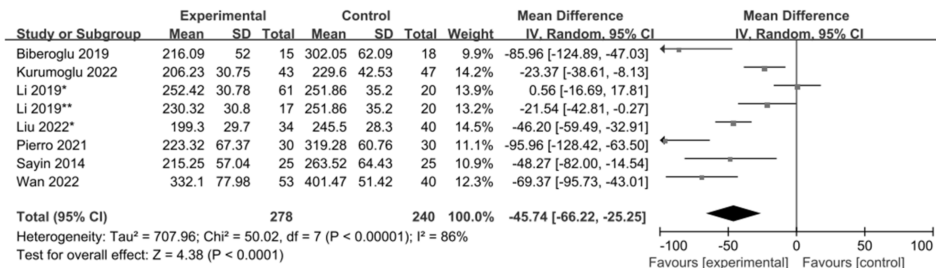 Experimental Control Mean Difference Mean Difference
Study or Subgroup Mean SD Total Mean SD Total Weight IV. Random. 95% CI IV. Random. 95% CI
Biberoglu 2019 216.09 52 15 302.05 62.09 18 9.9% -85.96 [-124.89, -47.03]
Kurumoglu 2022 206.23 30.75 43 229.6 42.53 47 14.1% -23.37 [-38.61, -8.13]
Li 2019* 252.42 30.78 61 251.86 35.2 20 13.9% 0.56 [-16.69, 17.81]
Li 2019** 230.32 30.8 17 251.86 35.2 20 13.2% -21.54 [-42.81, -0.27]
Liu 2022* 199.3 29.7 34 245.5 28.3 40 14.5% -46.20 [-59.49, -32.91]
Pierro 2021 223.32 67.37 30 319.28 60.76 30 11.1% -95.96 [-128.42, -63.50]
Sayin 2014 215.25 57.04 25 263.52 64.43 25 10.9% -48.27 [-82.00, -14.54]
Wan 2022 332.1 77.98 53 401.47 51.42 40 12.3% -69.37 [-95.73, -43.01]
Total (95% CI) 278 240 100.0% -45.74 [-66.22, -25.25]
Heterogeneity: Tau² = 707.96; Chi² = 50.02, df = 7 (P < 0.00001); I² = 86%
Test for overall effect: Z = 4.38 (P < 0.0001)
-100 -50 0 50 100
Favours [experimental] Favours [control]